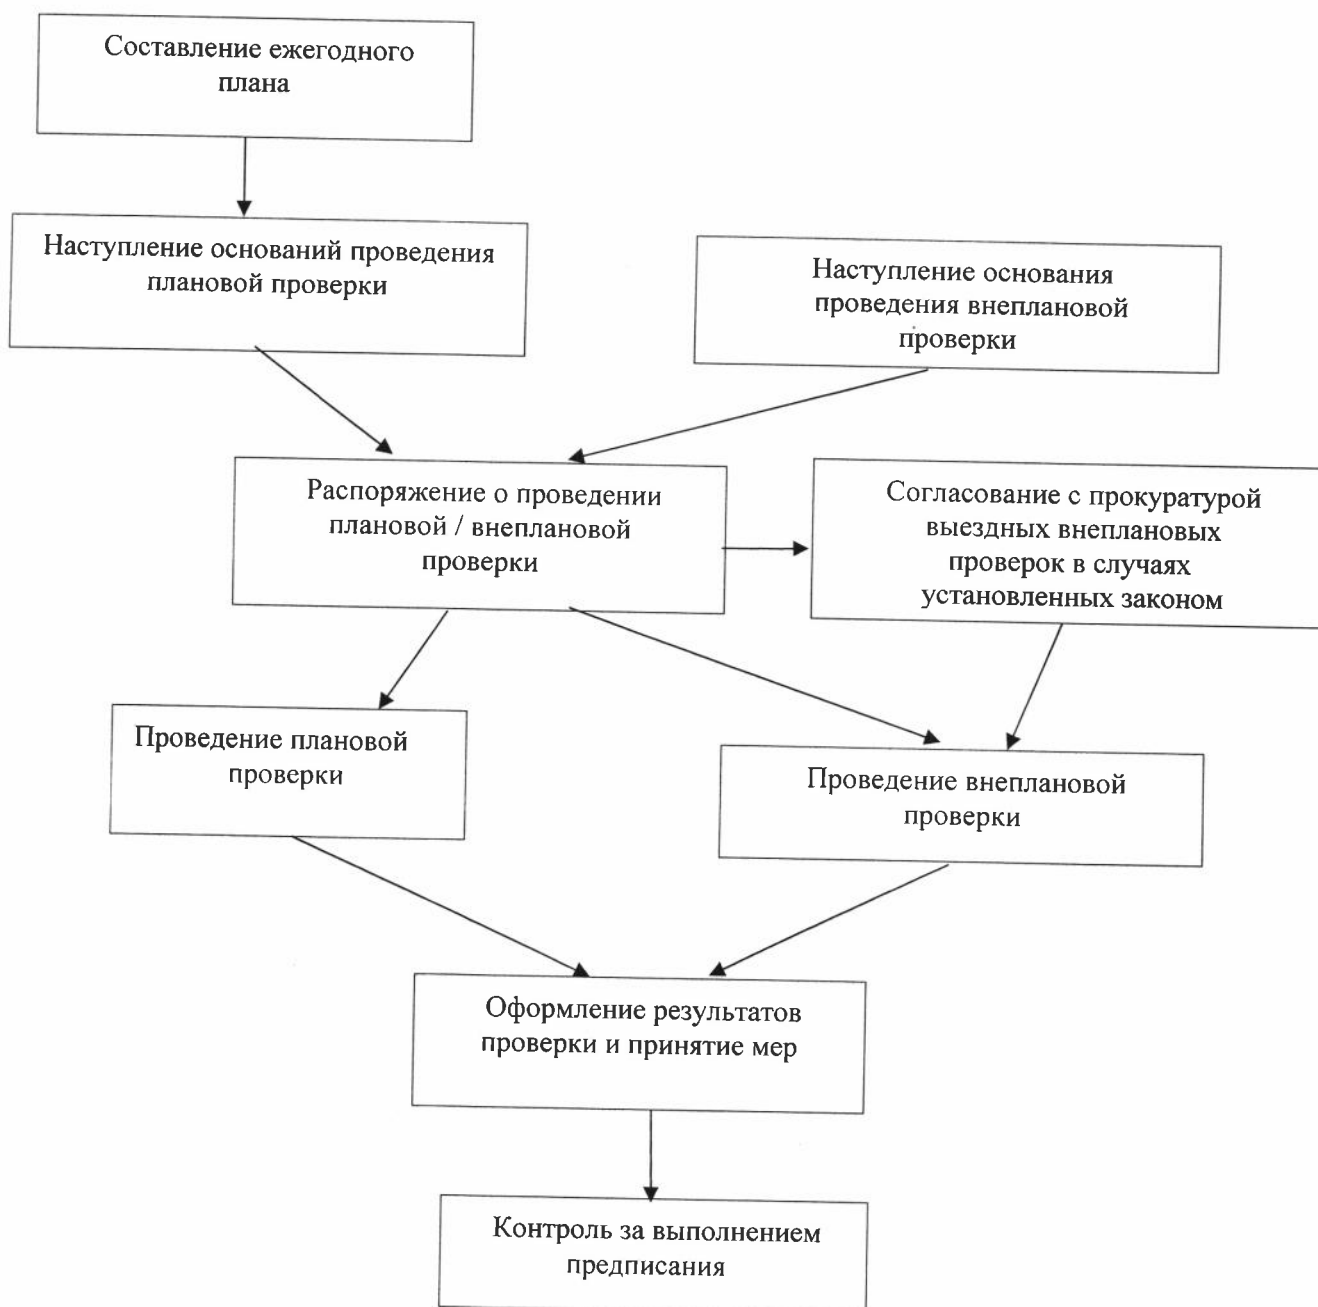 Составление ежегодного
плана
Наступление оснований проведения
плановой проверки
Наступление основания
проведения внеплановой
проверки
Распоряжение о проведении
плановой / внеплановой
проверки
Согласование с прокуратурой
выездных внеплановых
проверок в случаях
установленных законом
Проведение плановой
проверки
Проведение внеплановой
проверки
Оформление результатов
проверки и принятие мер
Контроль за выполнением
предписания